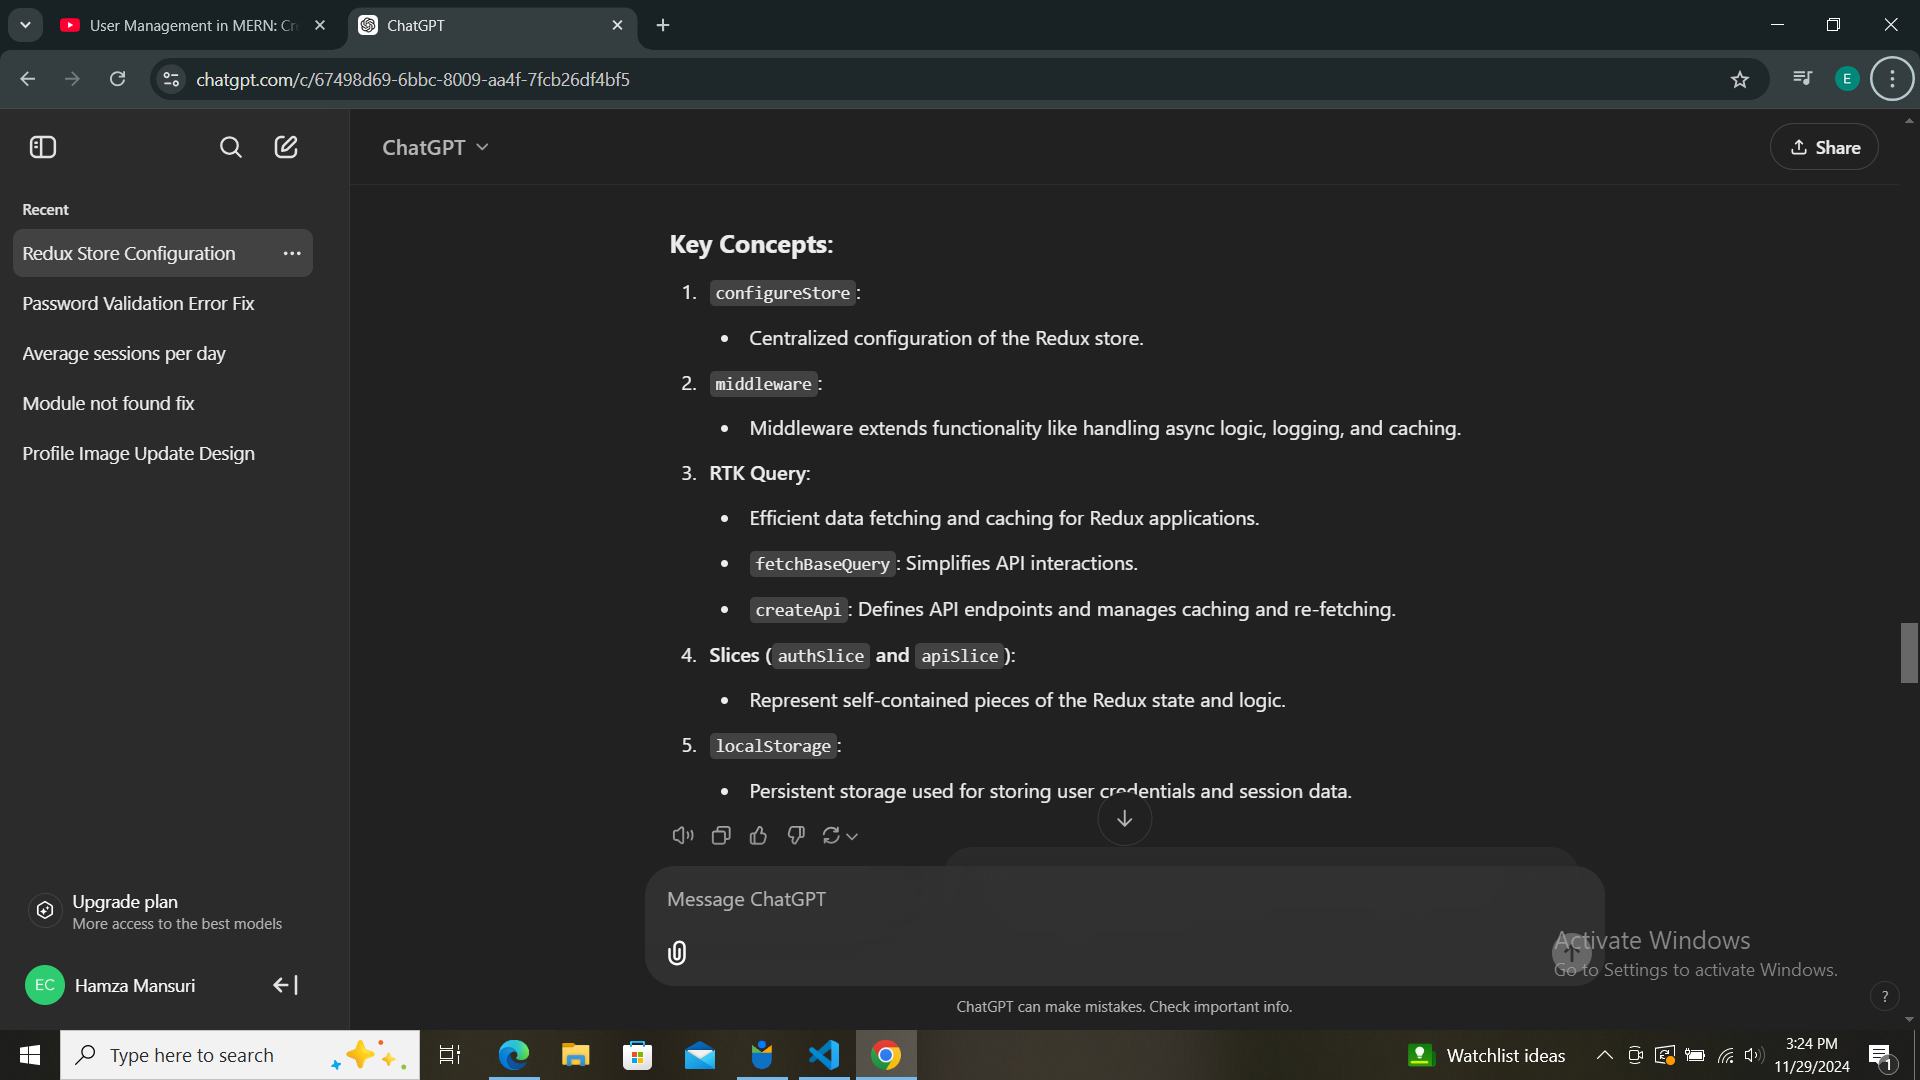 User Management in MERN: Cr
ChatGPT
chatgpt.com/c/67498d69-6bbc-8009-aa4f-7fcb26df4bf5
E
ChatGPT
Share
Recent
Redux Store Configuration
Password Validation Error Fix
Average sessions per day
Module not found fix
Profile Image Update Design
Key Concepts:
1. configureStore:
• Centralized configuration of the Redux store.
2. middleware:
• Middleware extends functionality like handling async logic, logging, and caching.
3. RTK Query:
• Efficient data fetching and caching for Redux applications.
• fetchBaseQuery: Simplifies API interactions.
• createApi: Defines API endpoints and manages caching and re-fetching.
4. Slices (authSlice and apiSlice):
• Represent self-contained pieces of the Redux state and logic.
5. localStorage:
• Persistent storage used for storing user credentials and session data.
Upgrade plan
More access to the best models
EC
Hamza Mansuri
Message ChatGPT
Activate Windows
Go to Settings to activate Windows.
ChatGPT can make mistakes. Check important info.
?
Type here to search
Watchlist ideas
3:24 PM
11/29/2024
1